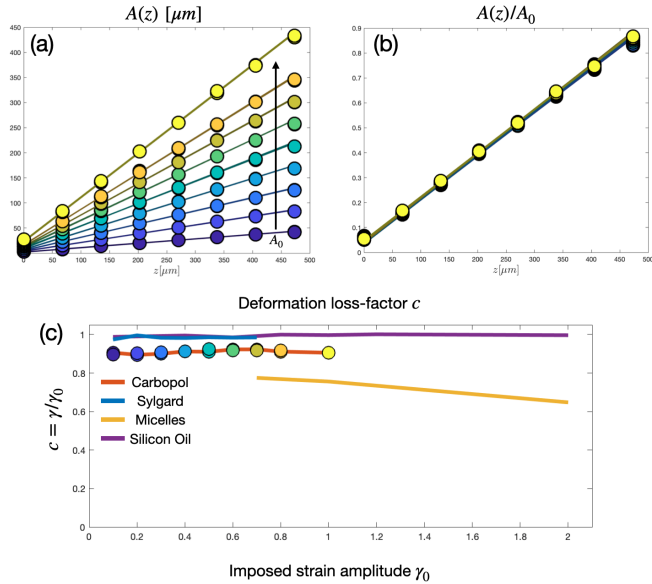 A(z) [μm]
A(z)/A₀
(a)
(b)
450
400
350
300
250
200
150
100
50
A₀
0 50 100 150 200 250 300 350 400 450 500
z[μm]
0.9
0.8
0.7
0.6
0.5
0.4
0.3
0.2
0.1
0
0 50 100 150 200 250 300 350 400 450 500
z[μm]
Deformation loss-factor c
(c)
c = γ/γ₀
1
0.8
0.6
0.4
0.2
0
Carbopol
Sylgard
Micelles
Silicon Oil
0 0.2 0.4 0.6 0.8 1 1.2 1.4 1.6 1.8 2
Imposed strain amplitude γ₀